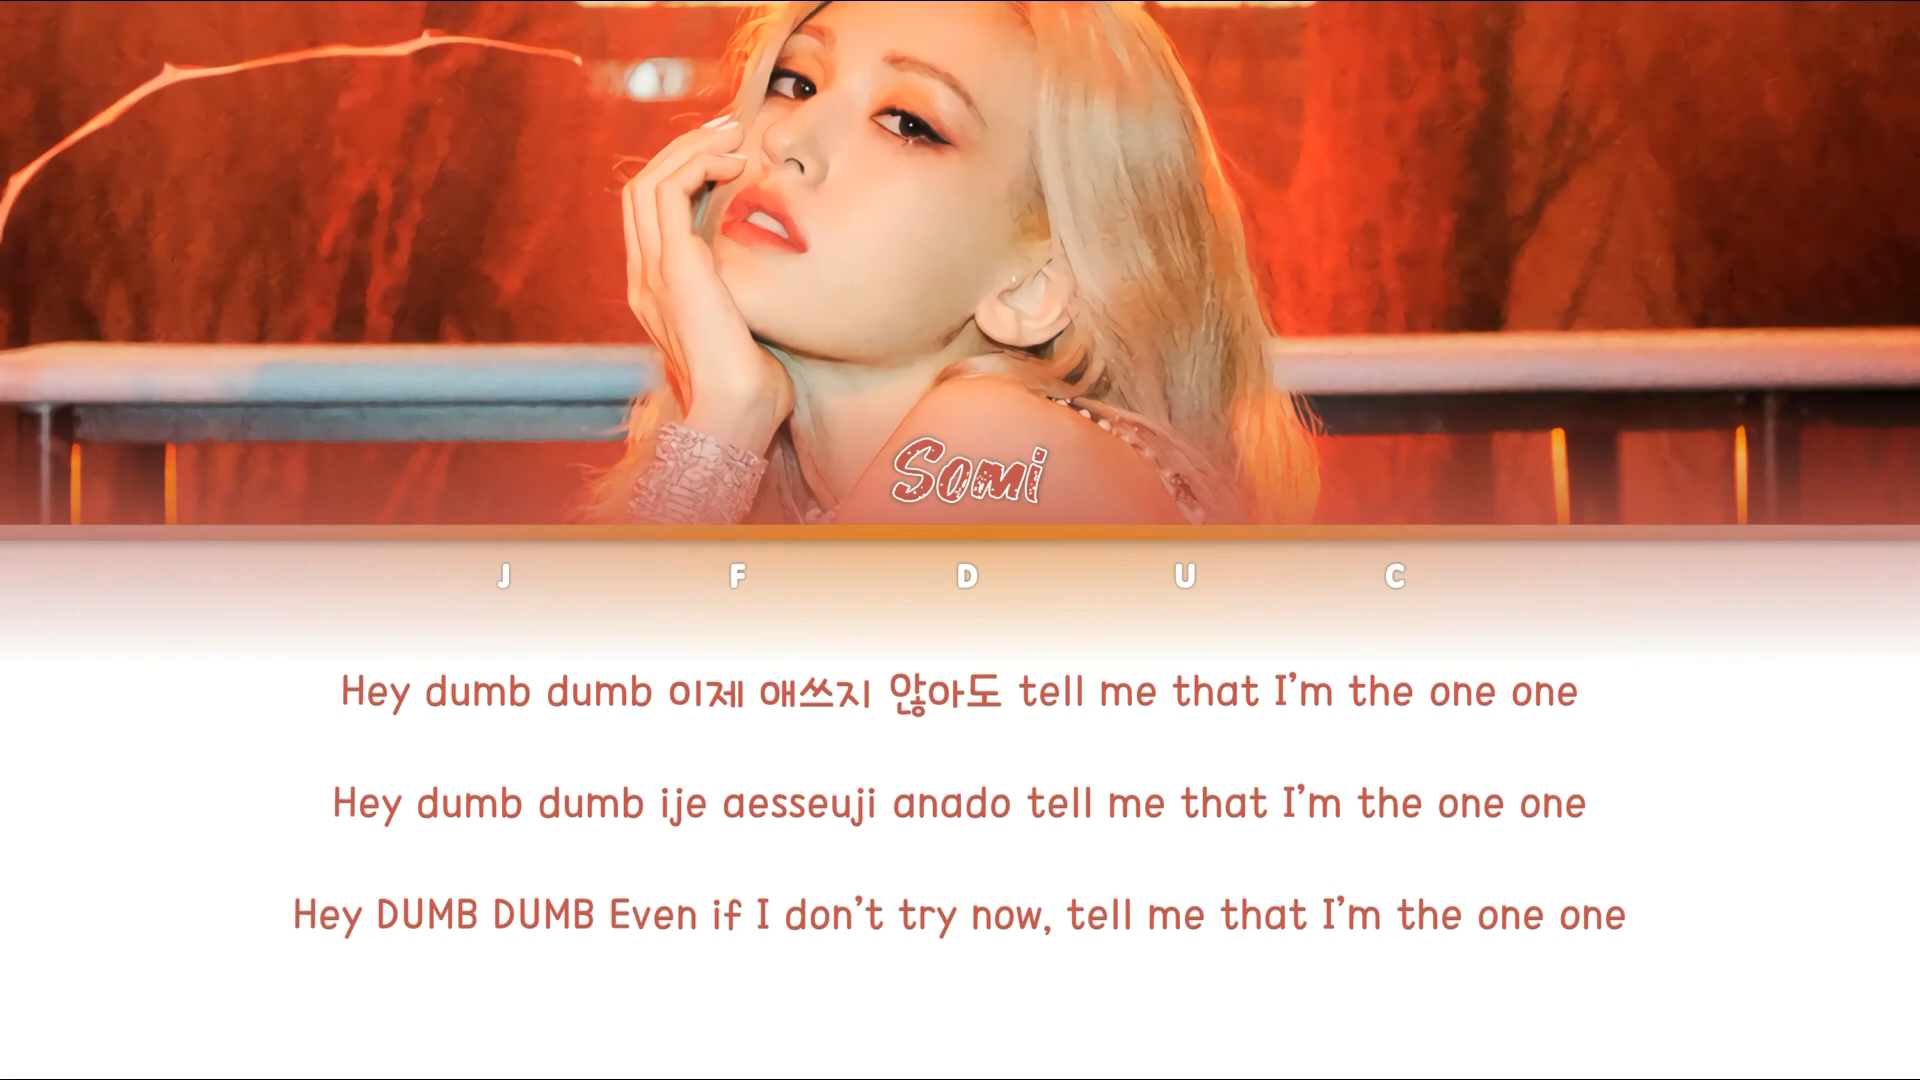 Somi
J F D U C
Hey dumb dumb 이제 애쓰지 않아도 tell me that I'm the one one
Hey dumb dumb ije aesseuji anado tell me that I'm the one one
Hey DUMB DUMB Even if I don't try now, tell me that I'm the one one